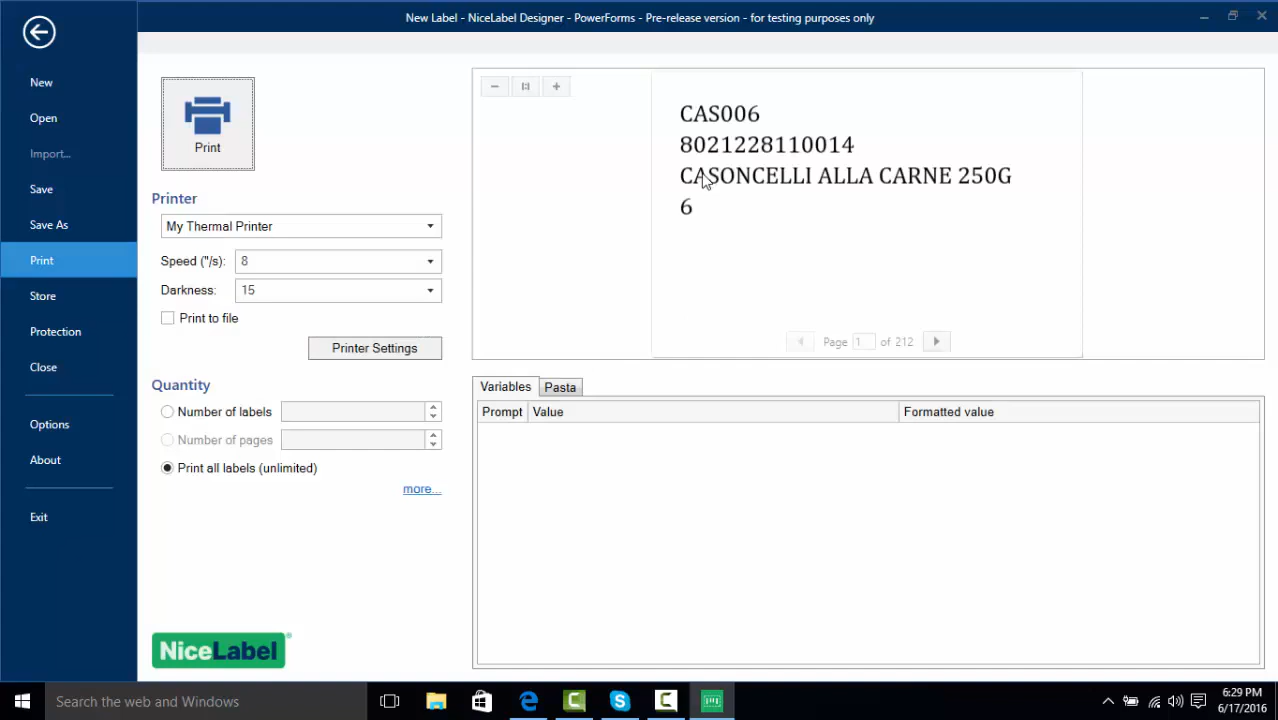 New Label - NiceLabel Designer - PowerForms - Pre-release version - for testing purposes only
New
Open
Import...
Save
Save As
Print
Store
Protection
Close
Options
About
Exit
Print
Printer
My Thermal Printer
Speed ("/s): 8
Darkness: 15
Print to file
Printer Settings
Quantity
Number of labels
Number of pages
Print all labels (unlimited)
more...
NiceLabel
CAS006
8021228110014
CASONCELLI ALLA CARNE 250G
6
Page 1 of 212
Variables Pasta
Prompt Value Formatted value
Search the web and Windows
6:29 PM
6/17/2016